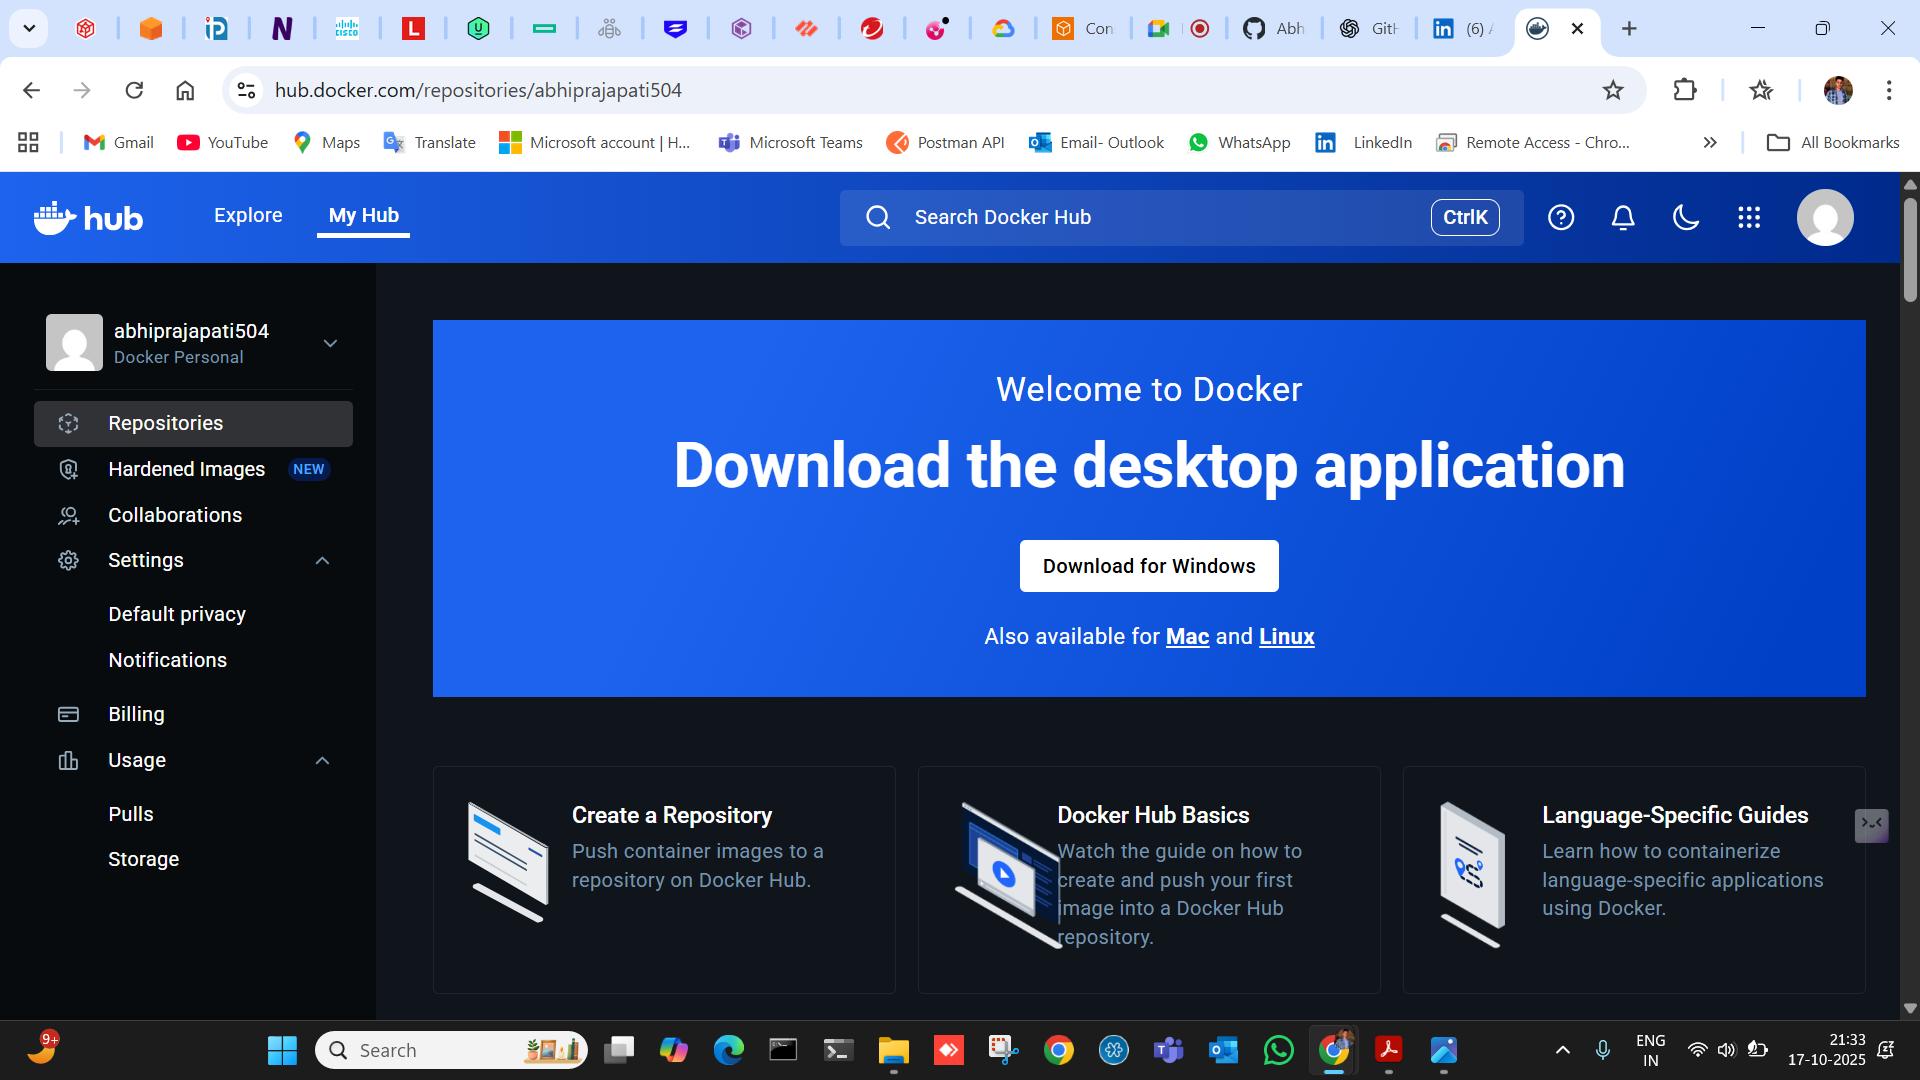 Con
Abh
GitH
(6) A
hub.docker.com/repositories/abhiprajapati504
Gmail
YouTube
Maps
Translate
Microsoft account | H...
Microsoft Teams
Postman API
Email- Outlook
WhatsApp
LinkedIn
Remote Access - Chro...
All Bookmarks
hub
Explore
My Hub
Search Docker Hub
CtrlK
abhiprajapati504
Docker Personal
Repositories
Hardened Images NEW
Collaborations
Settings
Default privacy
Notifications
Billing
Usage
Pulls
Storage
Welcome to Docker
Download the desktop application
Download for Windows
Also available for Mac and Linux
Create a Repository
Push container images to a
repository on Docker Hub.
Docker Hub Basics
Watch the guide on how to
create and push your first
image into a Docker Hub
repository.
Language-Specific Guides
Learn how to containerize
language-specific applications
using Docker.
9+
Search
ENG
IN
21:33
17-10-2025